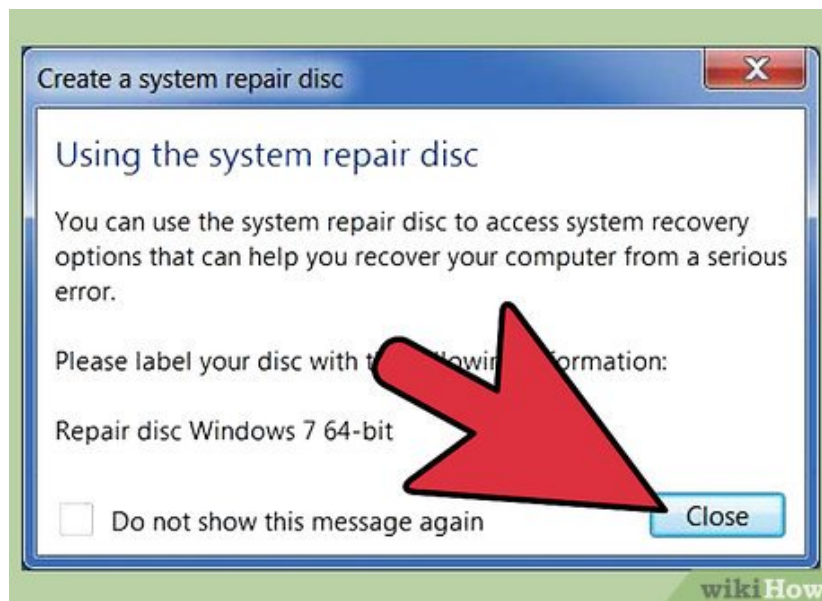 Create a system repair disc
X
Using the system repair disc
You can use the system repair disc to access system recovery
options that can help you recover your computer from a serious
error.
Please label your disc with information:
Repair disc Windows 7 64-bit
Do not show this message again
Close
wikiHow